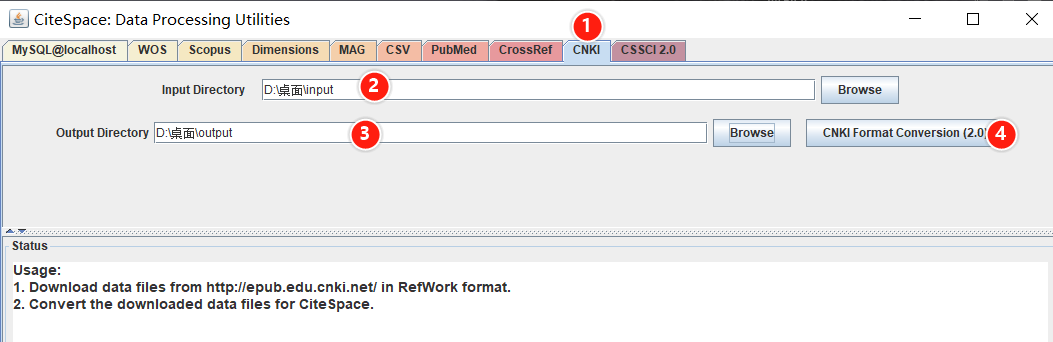 CiteSpace: Data Processing Utilities
1
MySQL@localhost WOS Scopus Dimensions MAG CSV PubMed CrossRef CNKI CSSCI 2.0
Input Directory D:\桌面\input 2 Browse
Output Directory D:\桌面\output 3 Browse CNKI Format Conversion (2.0) 4
Status
Usage:
1. Download data files from http://epub.edu.cnki.net/ in RefWork format.
2. Convert the downloaded data files for CiteSpace.